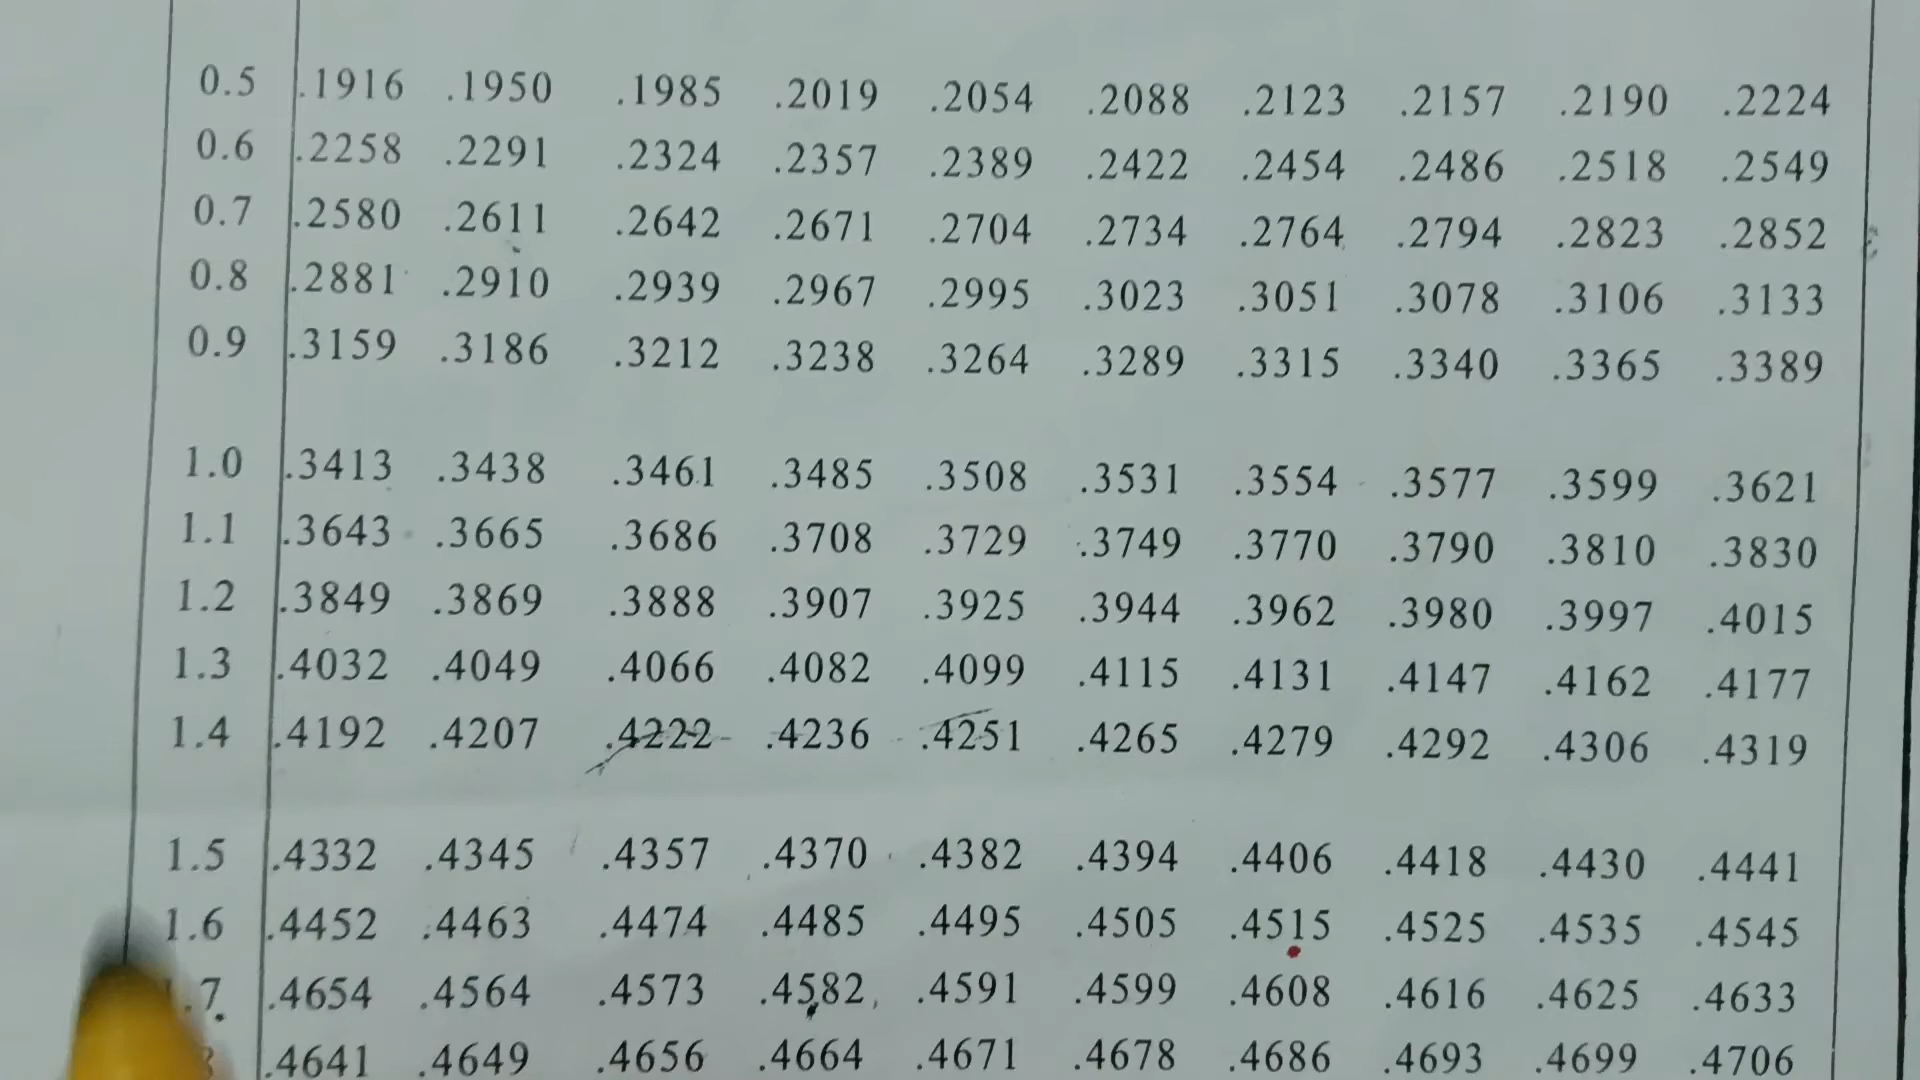 0.5 .1916 .1950 .1985 .2019 .2054 .2088 .2123 .2157 .2190 .2224
0.6 .2258 .2291 .2324 .2357 .2389 .2422 .2454 .2486 .2518 .2549
0.7 .2580 .2611 .2642 .2671 .2704 .2734 .2764 .2794 .2823 .2852
0.8 .2881 .2910 .2939 .2967 .2995 .3023 .3051 .3078 .3106 .3133
0.9 .3159 .3186 .3212 .3238 .3264 .3289 .3315 .3340 .3365 .3389
1.0 .3413 .3438 .3461 .3485 .3508 .3531 .3554 .3577 .3599 .3621
1.1 .3643 .3665 .3686 .3708 .3729 .3749 .3770 .3790 .3810 .3830
1.2 .3849 .3869 .3888 .3907 .3925 .3944 .3962 .3980 .3997 .4015
1.3 .4032 .4049 .4066 .4082 .4099 .4115 .4131 .4147 .4162 .4177
1.4 .4192 .4207 .4222 .4236 .4251 .4265 .4279 .4292 .4306 .4319
1.5 .4332 .4345 .4357 .4370 .4382 .4394 .4406 .4418 .4430 .4441
1.6 .4452 .4463 .4474 .4485 .4495 .4505 .4515 .4525 .4535 .4545
.7 .4654 .4564 .4573 .4582 .4591 .4599 .4608 .4616 .4625 .4633
.4641 .4649 .4656 .4664 .4671 .4678 .4686 .4693 .4699 .4706